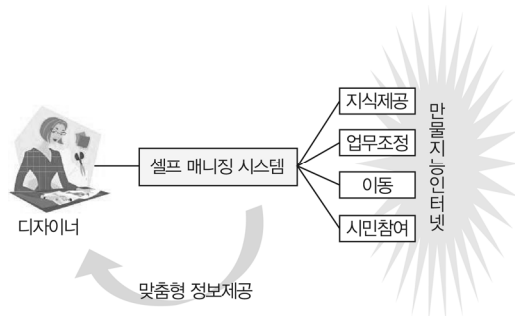 디자이너
셀프 매니징 시스템
지식제공
업무조정
이동
시민참여
만물지능인터넷
맞춤형 정보제공